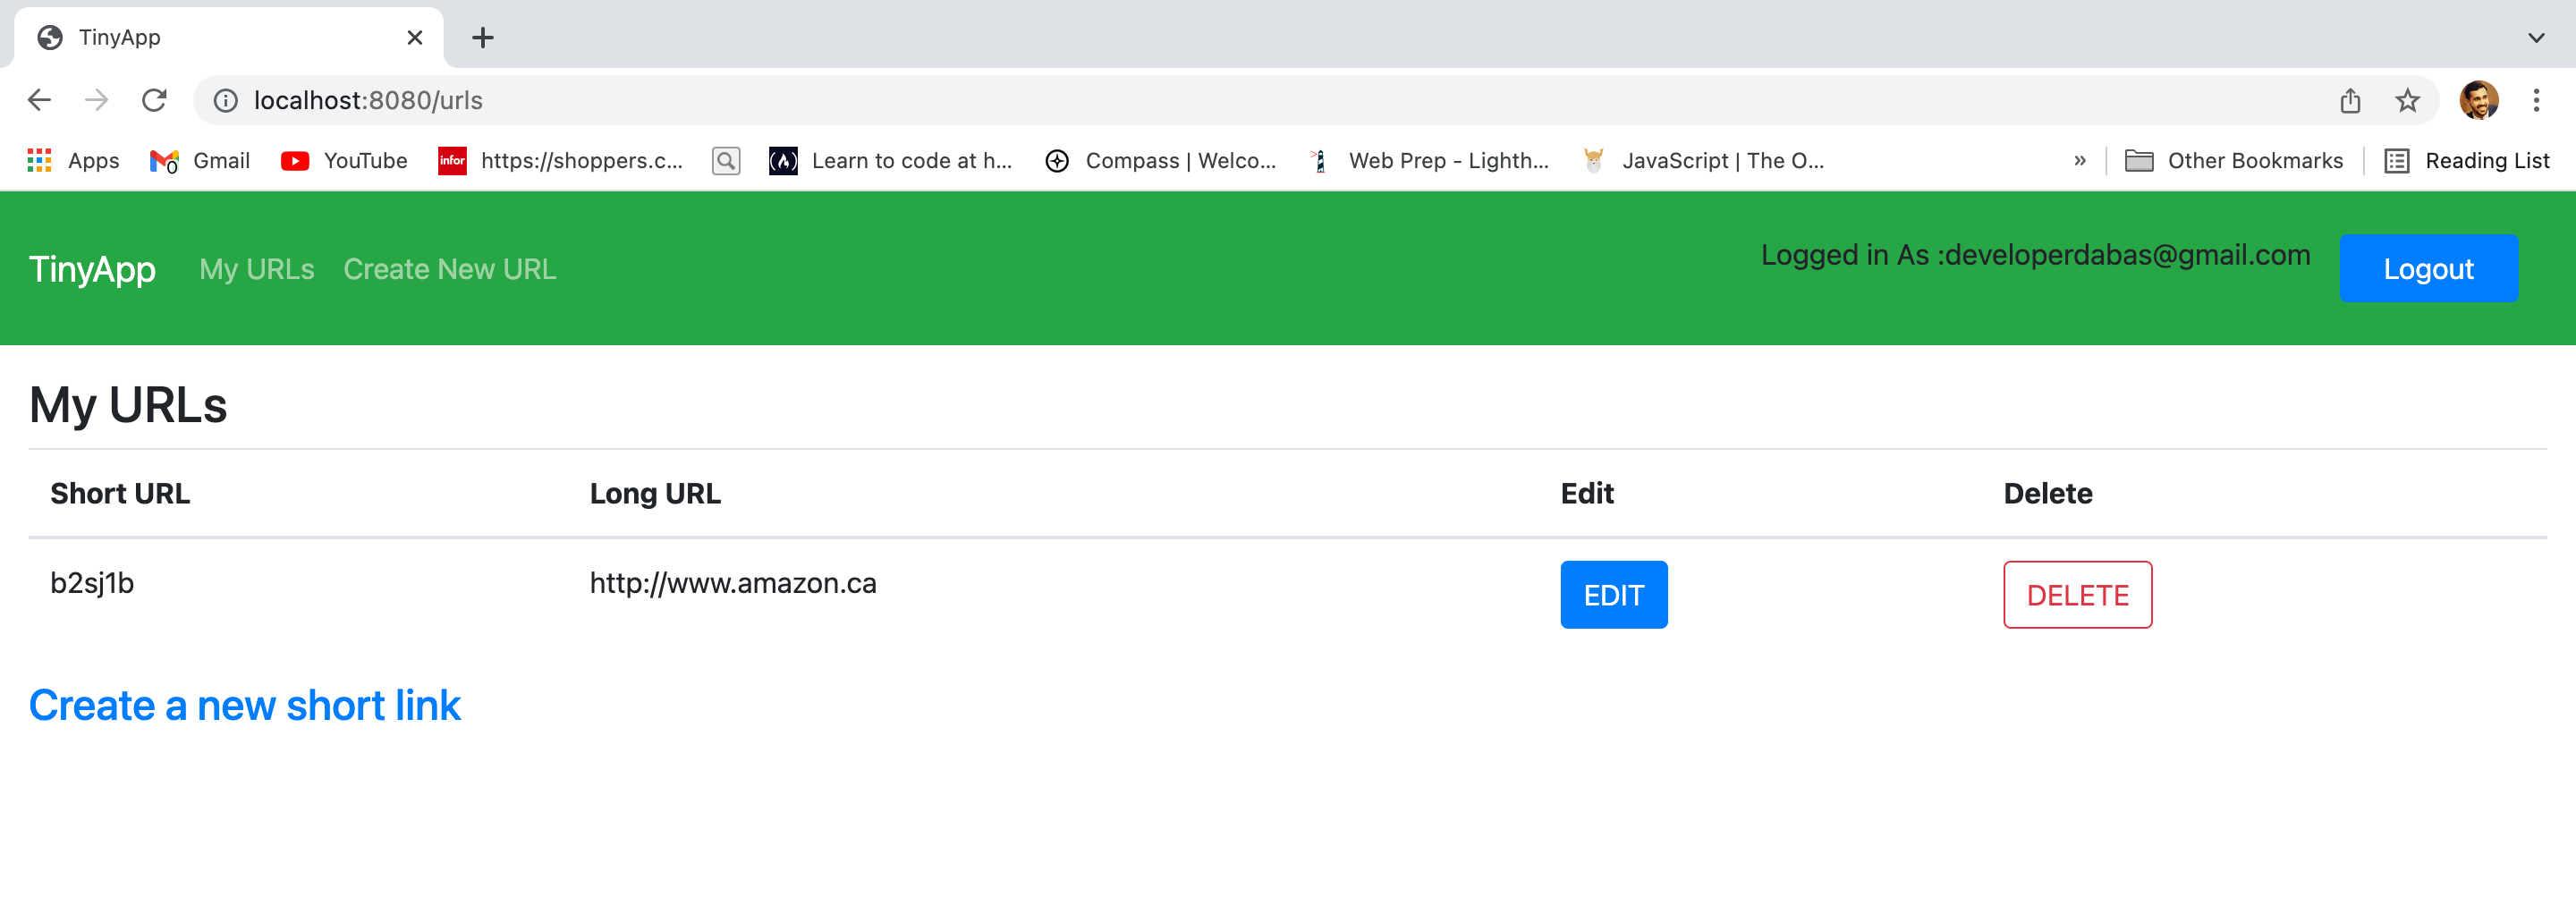 TinyApp
localhost:8080/urls
Apps Gmail YouTube infor https://shoppers.c... Learn to code at h... Compass | Welco... Web Prep - Lighth... JavaScript | The O... » Other Bookmarks Reading List
TinyApp My URLs Create New URL Logged in As :developerdabas@gmail.com Logout
My URLs
Short URL Long URL Edit Delete
b2sj1b http://www.amazon.ca EDIT DELETE
Create a new short link